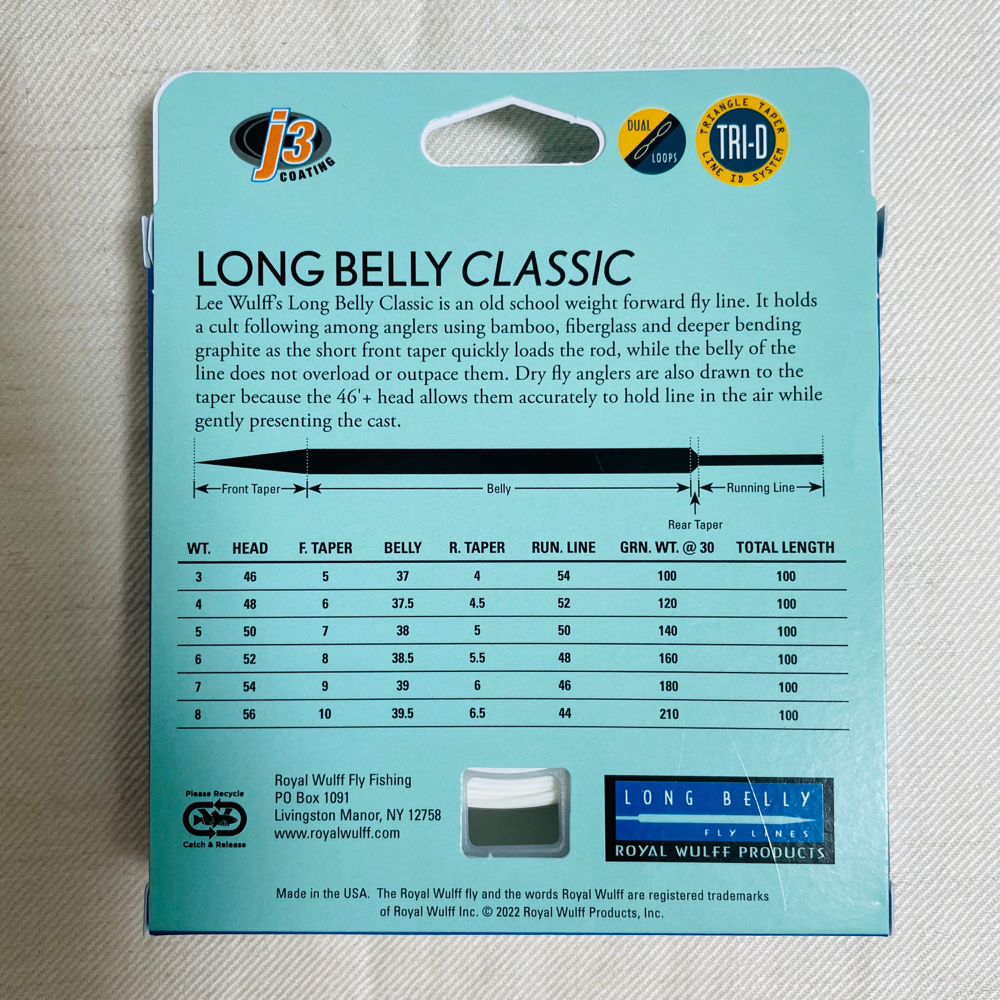 j3
COATING
DUAL
LOOPS
TRIANGLE TAPER
TRI-D
LINE ID SYSTEM
LONG BELLY CLASSIC
Lee Wulff's Long Belly Classic is an old school weight forward fly line. It holds
a cult following among anglers using bamboo, fiberglass and deeper bending
graphite as the short front taper quickly loads the rod, while the belly of the
line does not overload or outpace them. Dry fly anglers are also drawn to the
taper because the 46'+ head allows them accurately to hold line in the air while
gently presenting the cast.
Front Taper Belly Running Line
Rear Taper
WT. HEAD F. TAPER BELLY R. TAPER RUN. LINE GRN. WT. @ 30 TOTAL LENGTH
3 46 5 37 4 54 100 100
4 48 6 37.5 4.5 52 120 100
5 50 7 38 5 50 140 100
6 52 8 38.5 5.5 48 160 100
7 54 9 39 6 46 180 100
8 56 10 39.5 6.5 44 210 100
Please Recycle
Catch & Release
Royal Wulff Fly Fishing
PO Box 1091
Livingston Manor, NY 12758
www.royalwulff.com
LONG BELLY
FLY LINES
ROYAL WULFF PRODUCTS
Made in the USA. The Royal Wulff fly and the words Royal Wulff are registered trademarks
of Royal Wulff Inc. © 2022 Royal Wulff Products, Inc.